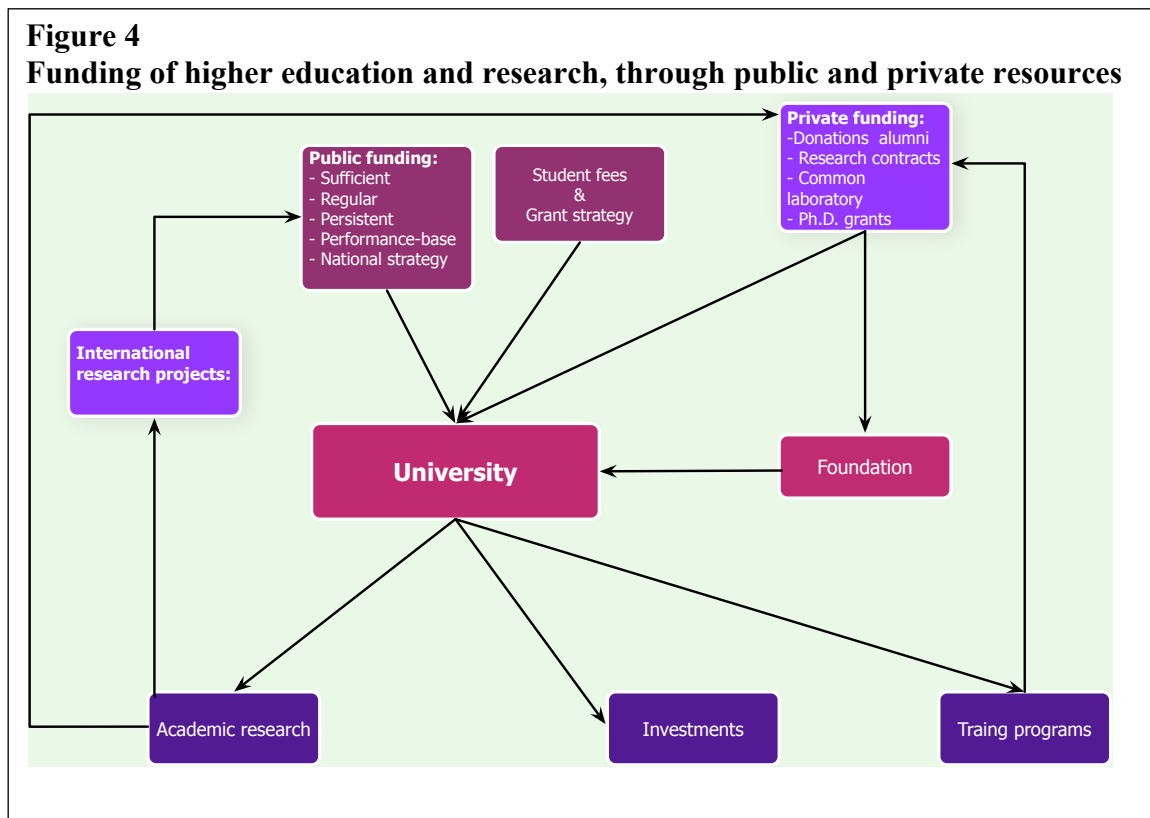 Figure 4
Funding of higher education and research, through public and private resources
Public funding:
- Sufficient
- Regular
- Persistent
- Performance-base
- National strategy
Student fees
&
Grant strategy
Private funding:
-Donations alumni
- Research contracts
- Common
laboratory
- Ph.D. grants
International
research projects:
University
Foundation
Academic research
Investments
Traing programs